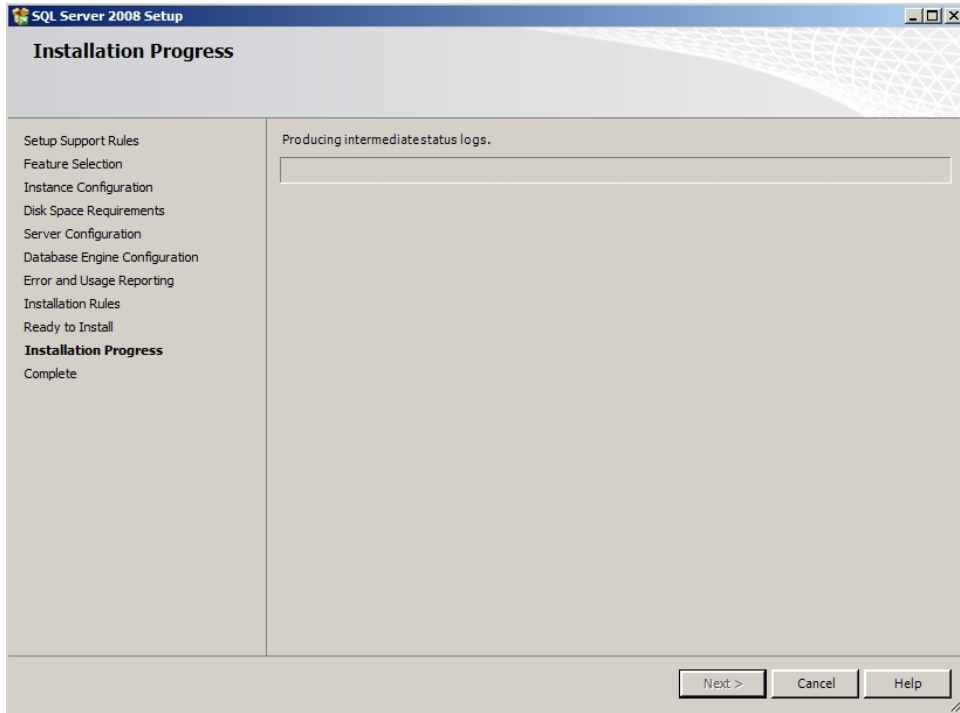 SQL Server 2008 Setup
Installation Progress
Setup Support Rules
Feature Selection
Instance Configuration
Disk Space Requirements
Server Configuration
Database Engine Configuration
Error and Usage Reporting
Installation Rules
Ready to Install
Installation Progress
Complete
Producing intermediatestatus logs.
Next >
Cancel
Help